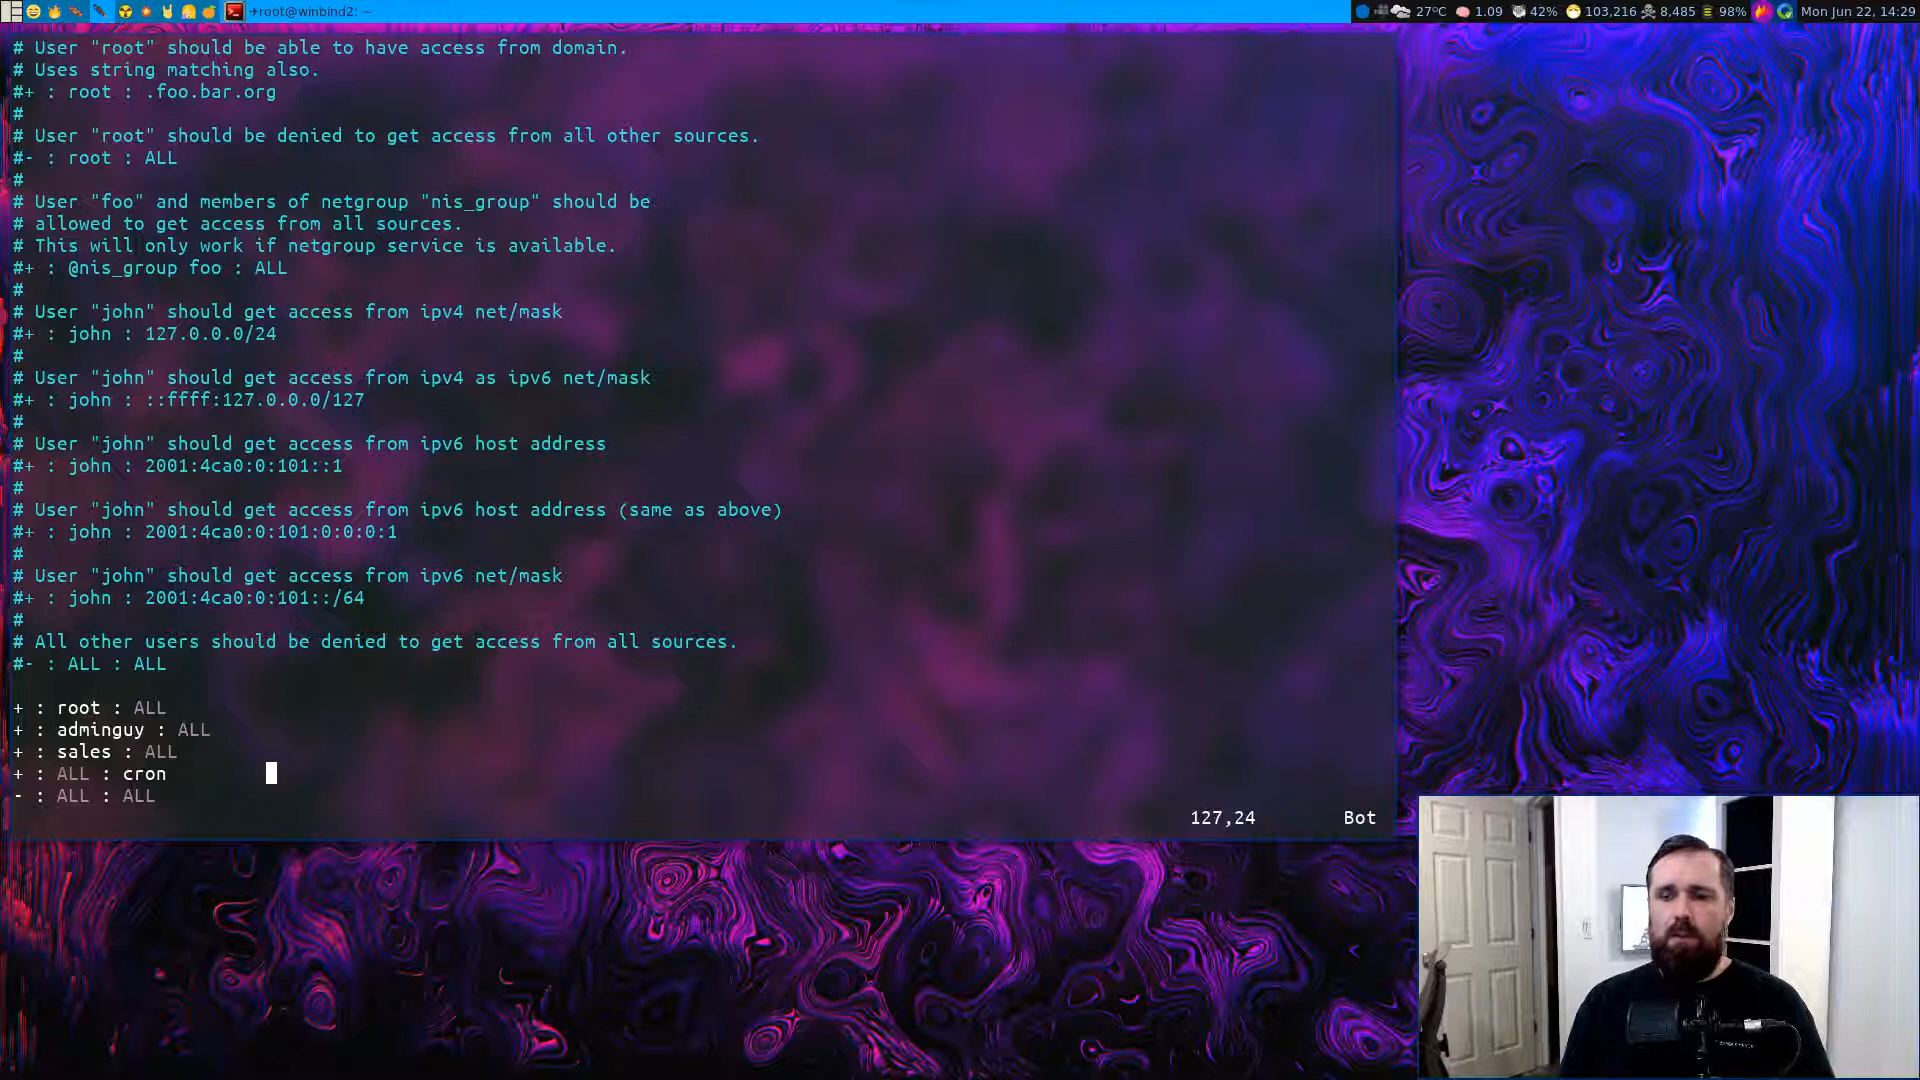 root@winbind2: ~
27°C 1.09 42% 103,216 8,485 98% Mon Jun 22, 14:29
# User "root" should be able to have access from domain.
# Uses string matching also.
#+ : root : .foo.bar.org
#
# User "root" should be denied to get access from all other sources.
#- : root : ALL
#
# User "foo" and members of netgroup "nis_group" should be
# allowed to get access from all sources.
# This will only work if netgroup service is available.
#+ : @nis_group foo : ALL
#
# User "john" should get access from ipv4 net/mask
#+ : john : 127.0.0.0/24
#
# User "john" should get access from ipv4 as ipv6 net/mask
#+ : john : ::ffff:127.0.0.0/127
#
# User "john" should get access from ipv6 host address
#+ : john : 2001:4ca0:0:101::1
#
# User "john" should get access from ipv6 host address (same as above)
#+ : john : 2001:4ca0:0:101:0:0:0:1
#
# User "john" should get access from ipv6 net/mask
#+ : john : 2001:4ca0:0:101::/64
#
# All other users should be denied to get access from all sources.
#- : ALL : ALL
+ : root : ALL
+ : adminguy : ALL
+ : sales : ALL
+ : ALL : cron
- : ALL : ALL
127,24 Bot